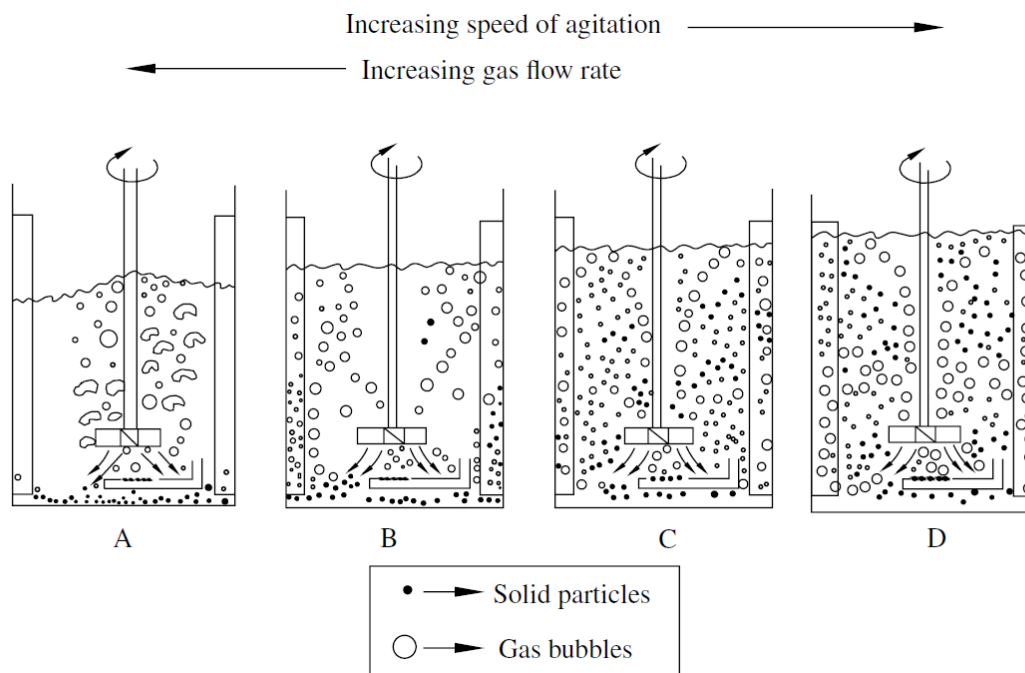 Increasing speed of agitation
Increasing gas flow rate
A
B
C
D
Solid particles
Gas bubbles